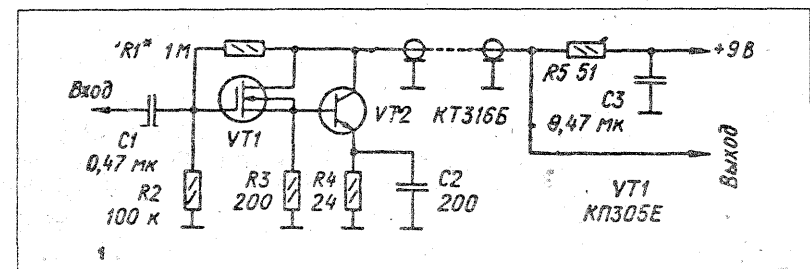 R1* 1М
Вход
С1
0,47 мк
R2
100 к
VT1
R3
200
R4
24
С2
200
VT2
КТ316Б
R5 51
+9 В
С3
0,47 мк
Выход
VT1
КП305Е